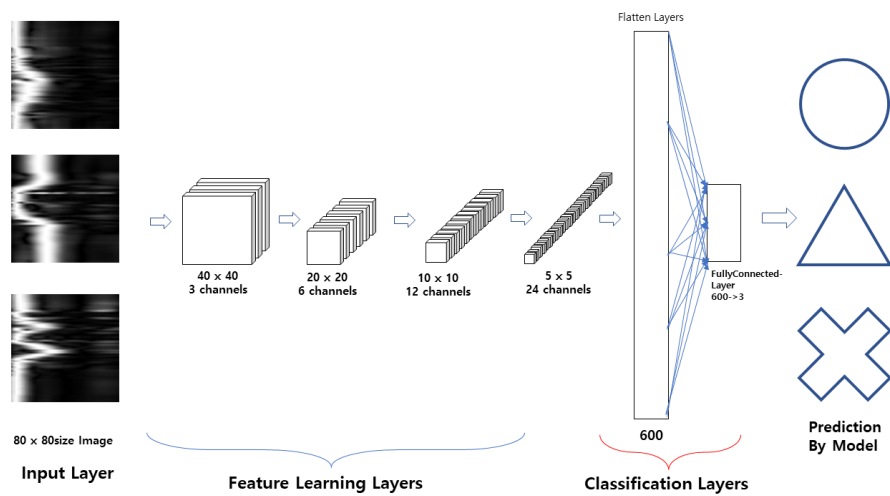 Flatten Layers
40 × 40
3 channels
20 × 20
6 channels
10 × 10
12 channels
5 × 5
24 channels
FullyConnected-
Layer
600->3
600
80 × 80size Image
Input Layer
Feature Learning Layers
Classification Layers
Prediction
By Model